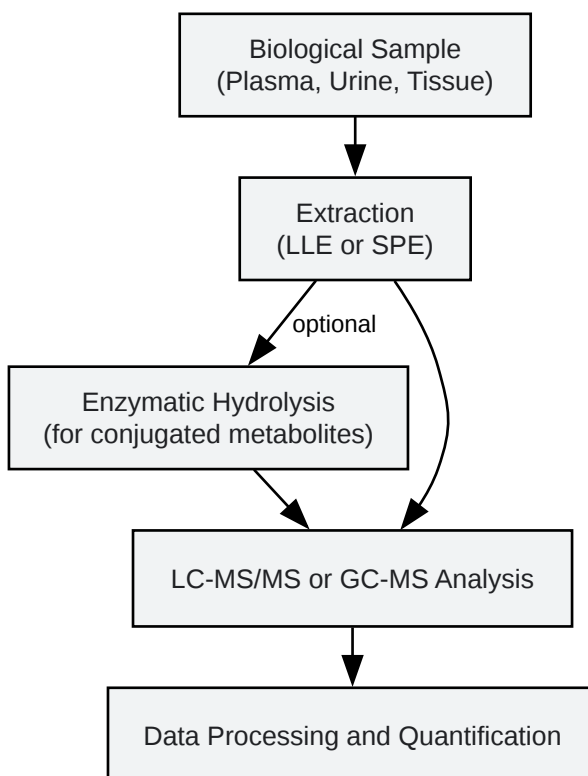 Biological Sample
(Plasma, Urine, Tissue)
Extraction
(LLE or SPE)
optional
Enzymatic Hydrolysis
(for conjugated metabolites)
LC-MS/MS or GC-MS Analysis
Data Processing and Quantification